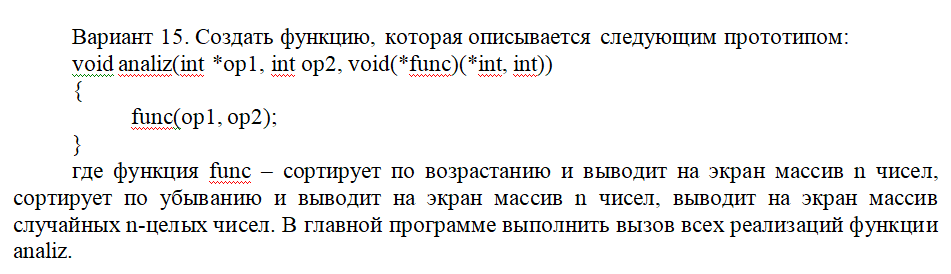 Вариант 15. Создать функцию, которая описывается следующим прототипом:
void analiz(int *op1, int op2, void(*func)(*int, int))
{
func(op1, op2);
}
где функция func – сортирует по возрастанию и выводит на экран массив n чисел,
сортирует по убыванию и выводит на экран массив n чисел, выводит на экран массив
случайных n-целых чисел. В главной программе выполнить вызов всех реализаций функции
analiz.